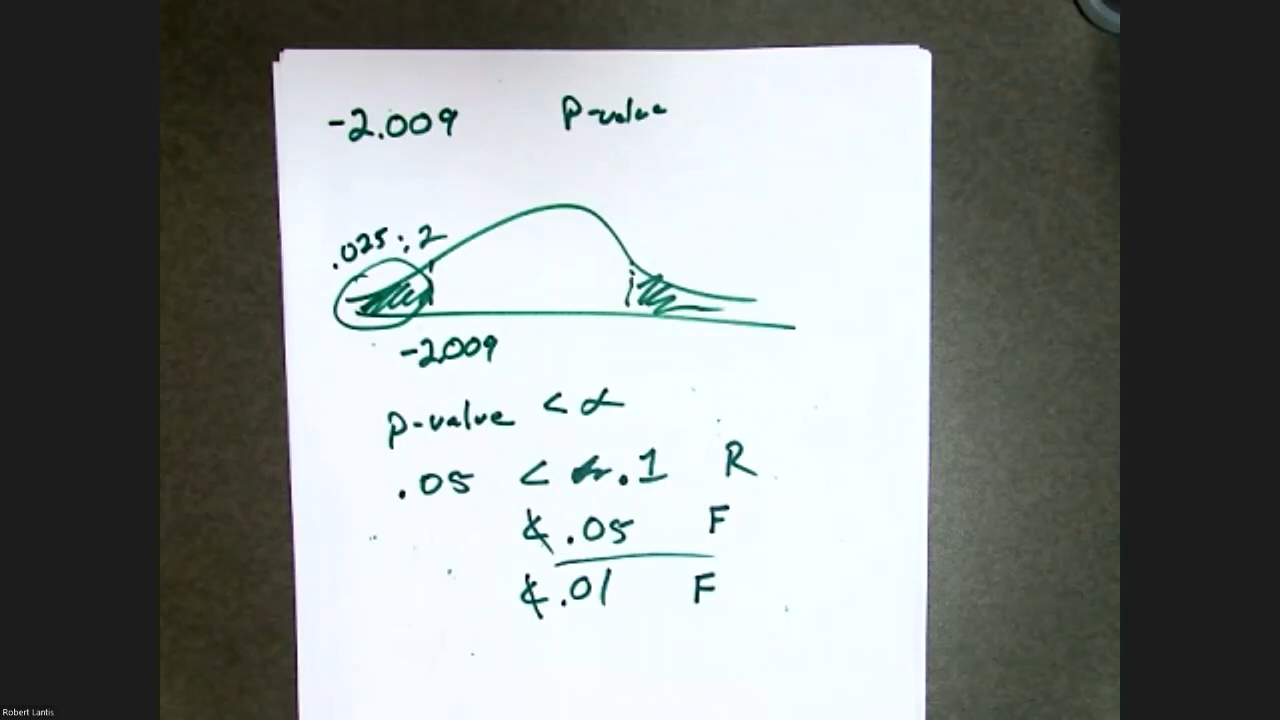 -2.009 P-value
.025 : 2
-2.009
p-value < α
.05 < .1 R
≮ .05 F
≮ .01 F
Robert Lantis